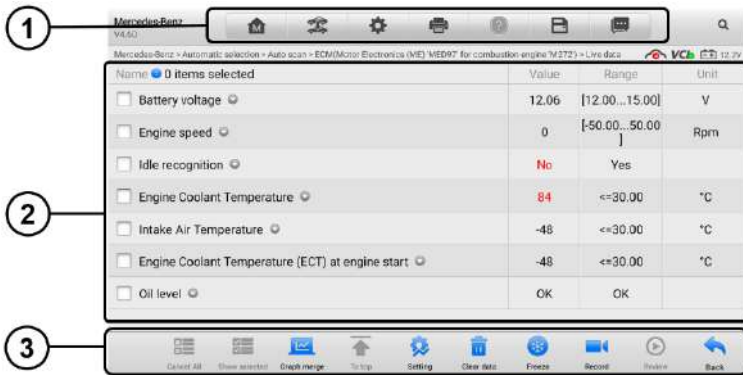 1
Mercedes-Benz
V4.60
Mercedes-Benz > Automatic selection > Auto scan > ECM(Motor Electronics (ME) 'MED97' for combustion engine 'M272') > Live data VCI 12.2V
Name 0 items selected Value Range Unit
Battery voltage 12.06 [12.00...15.00] V
Engine speed 0 [-50.00...50.00
] Rpm
Idle recognition No Yes
2
Engine Coolant Temperature 84 <=30.00 °C
Intake Air Temperature -48 <=30.00 °C
Engine Coolant Temperature (ECT) at engine start -48 <=30.00 °C
Oil level OK OK
3
Cancel All Show selected Graph merge To top Setting Clear data Freeze Record Review Back